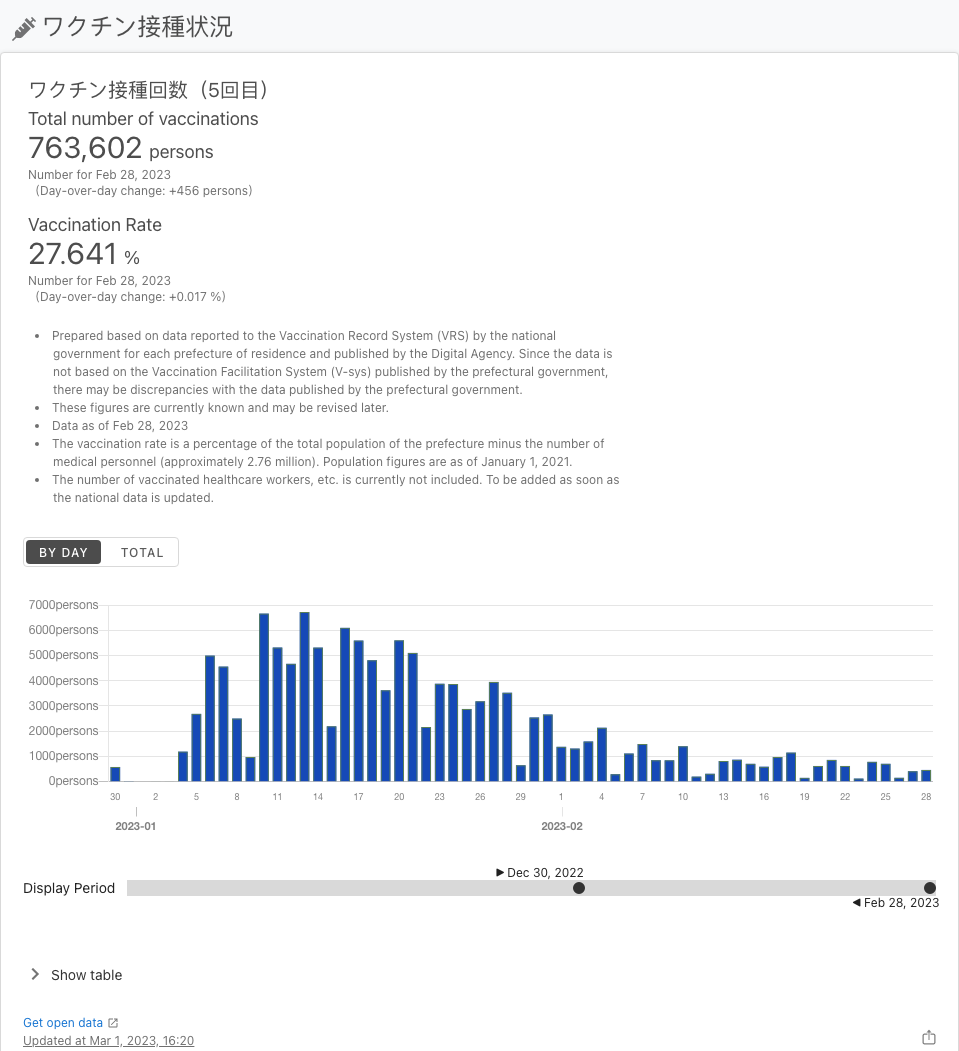 ワクチン接種状況
ワクチン接種回数（5回目）
Total number of vaccinations
763,602 persons
Number for Feb 28, 2023
(Day-over-day change: +456 persons)
Vaccination Rate
27.641 %
Number for Feb 28, 2023
(Day-over-day change: +0.017 %)
• Prepared based on data reported to the Vaccination Record System (VRS) by the national
government for each prefecture of residence and published by the Digital Agency. Since the data is
not based on the Vaccination Facilitation System (V-sys) published by the prefectural government,
there may be discrepancies with the data published by the prefectural government.
• These figures are currently known and may be revised later.
• Data as of Feb 28, 2023
• The vaccination rate is a percentage of the total population of the prefecture minus the number of
medical personnel (approximately 2.76 million). Population figures are as of January 1, 2021.
• The number of vaccinated healthcare workers, etc. is currently not included. To be added as soon as
the national data is updated.
BY DAY TOTAL
7000persons
6000persons
5000persons
4000persons
3000persons
2000persons
1000persons
0persons
30 2 5 8 11 14 17 20 23 26 29 1 4 7 10 13 16 19 22 25 28
2023-01 2023-02
Dec 30, 2022
Display Period
Feb 28, 2023
Show table
Get open data
Updated at Mar 1, 2023, 16:20